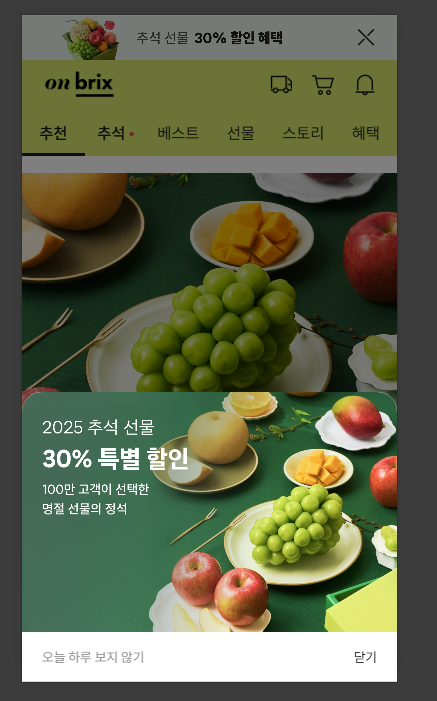 추석 선물 30% 할인 혜택
on brix
추천 추석 베스트 선물 스토리 혜택
2025 추석 선물
30% 특별 할인
100만 고객이 선택한
명절 선물의 정석
오늘 하루 보지 않기 닫기